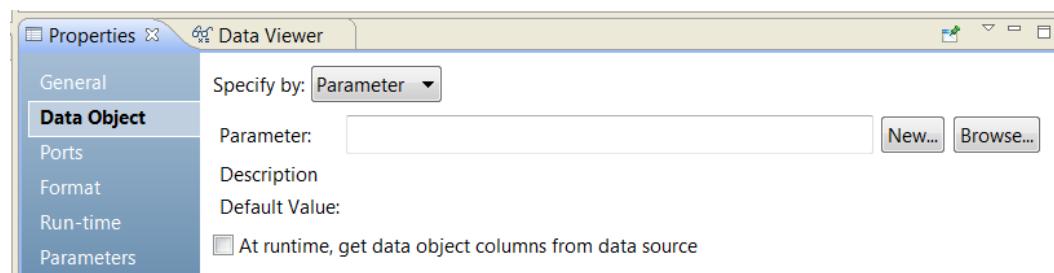 Properties Data Viewer
General
Data Object
Ports
Format
Run-time
Parameters
Specify by: Parameter
Parameter: New... Browse...
Description
Default Value:
At runtime, get data object columns from data source